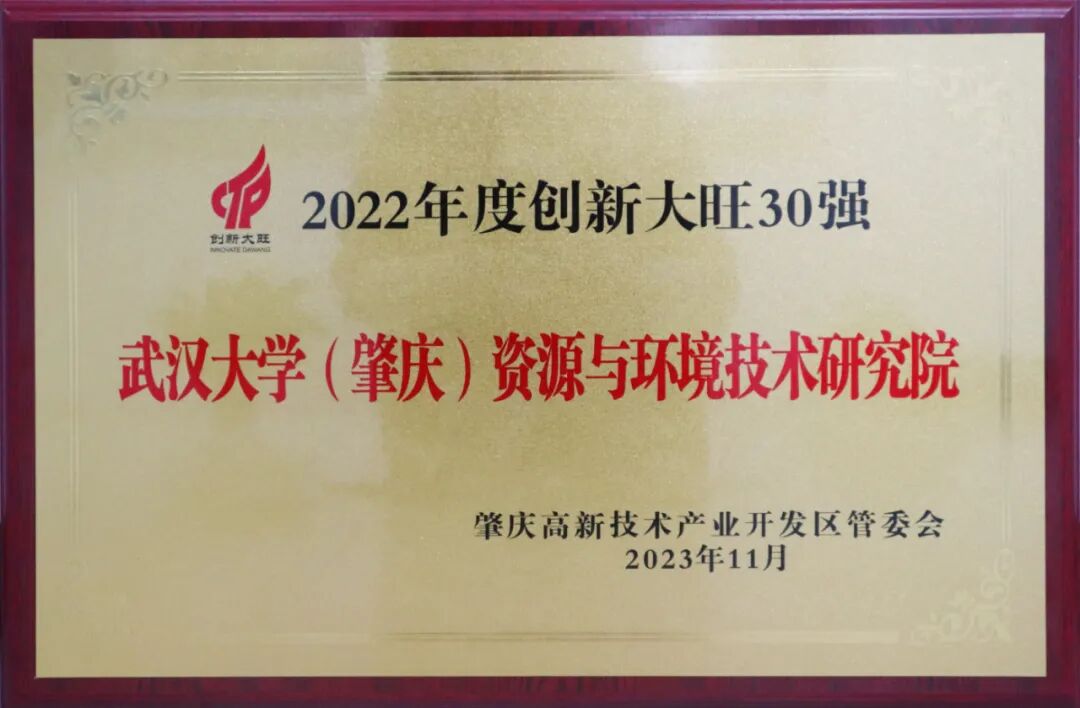 创新大旺
INNOVATE DAWANG
2022年度创新大旺30强
武汉大学（肇庆）资源与环境技术研究院
肇庆高新技术产业开发区管委会
2023年11月